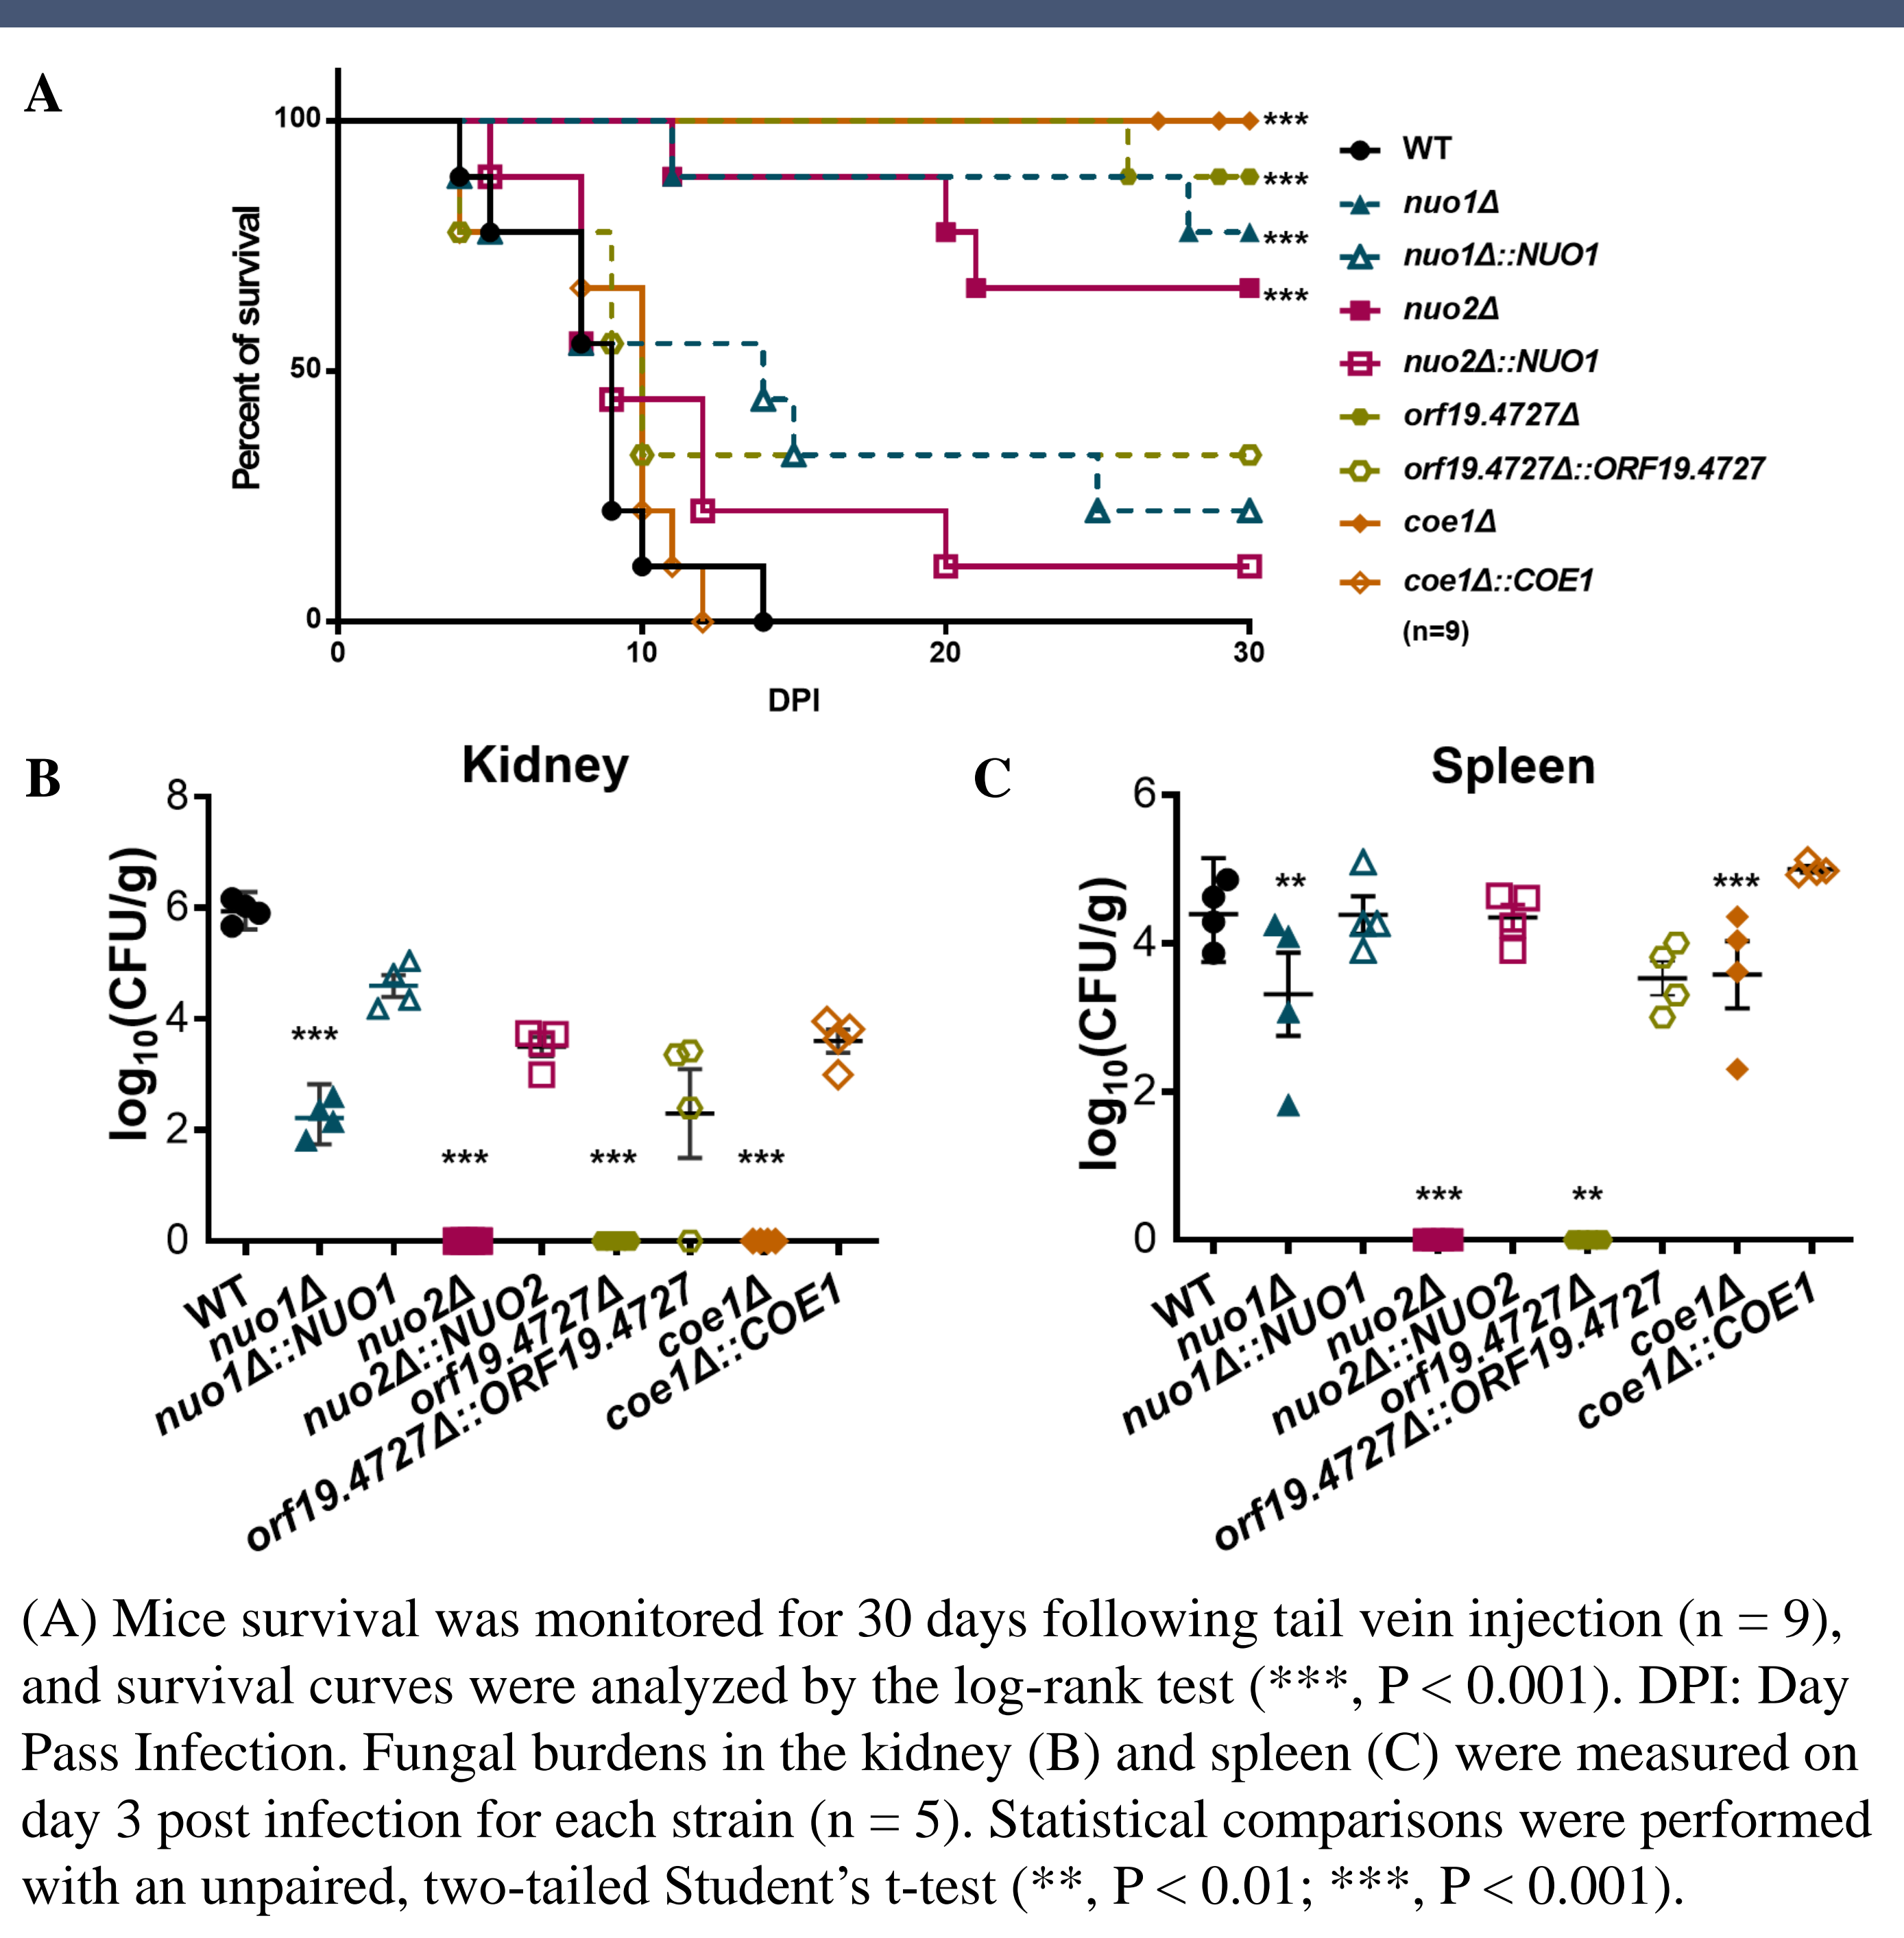 A
Percent of survival
100
50
0
0
10
20
30
DPI
***
***
***
***
WT
nuo1Δ
nuo1Δ::NUO1
nuo2Δ
nuo2Δ::NUO1
orf19.4727Δ
orf19.4727Δ::ORF19.4727
coe1Δ
coe1Δ::COE1
(n=9)
B
Kidney
log10(CFU/g)
8
6
4
2
0
***
***
***
***
WT
nuo1Δ
nuo1Δ::NUO1
nuo2Δ
nuo2Δ::NUO2
orf19.4727Δ
orf19.4727Δ::ORF19.4727
coe1Δ
coe1Δ::COE1
C
Spleen
log10(CFU/g)
6
4
2
0
**
***
**
***
WT
nuo1Δ
nuo1Δ::NUO1
nuo2Δ
nuo2Δ::NUO2
orf19.4727Δ
orf19.4727Δ::ORF19.4727
coe1Δ
coe1Δ::COE1
(A) Mice survival was monitored for 30 days following tail vein injection (n = 9),
and survival curves were analyzed by the log-rank test (***, P < 0.001). DPI: Day
Pass Infection. Fungal burdens in the kidney (B) and spleen (C) were measured on
day 3 post infection for each strain (n = 5). Statistical comparisons were performed
with an unpaired, two-tailed Student’s t-test (**, P < 0.01; ***, P < 0.001).